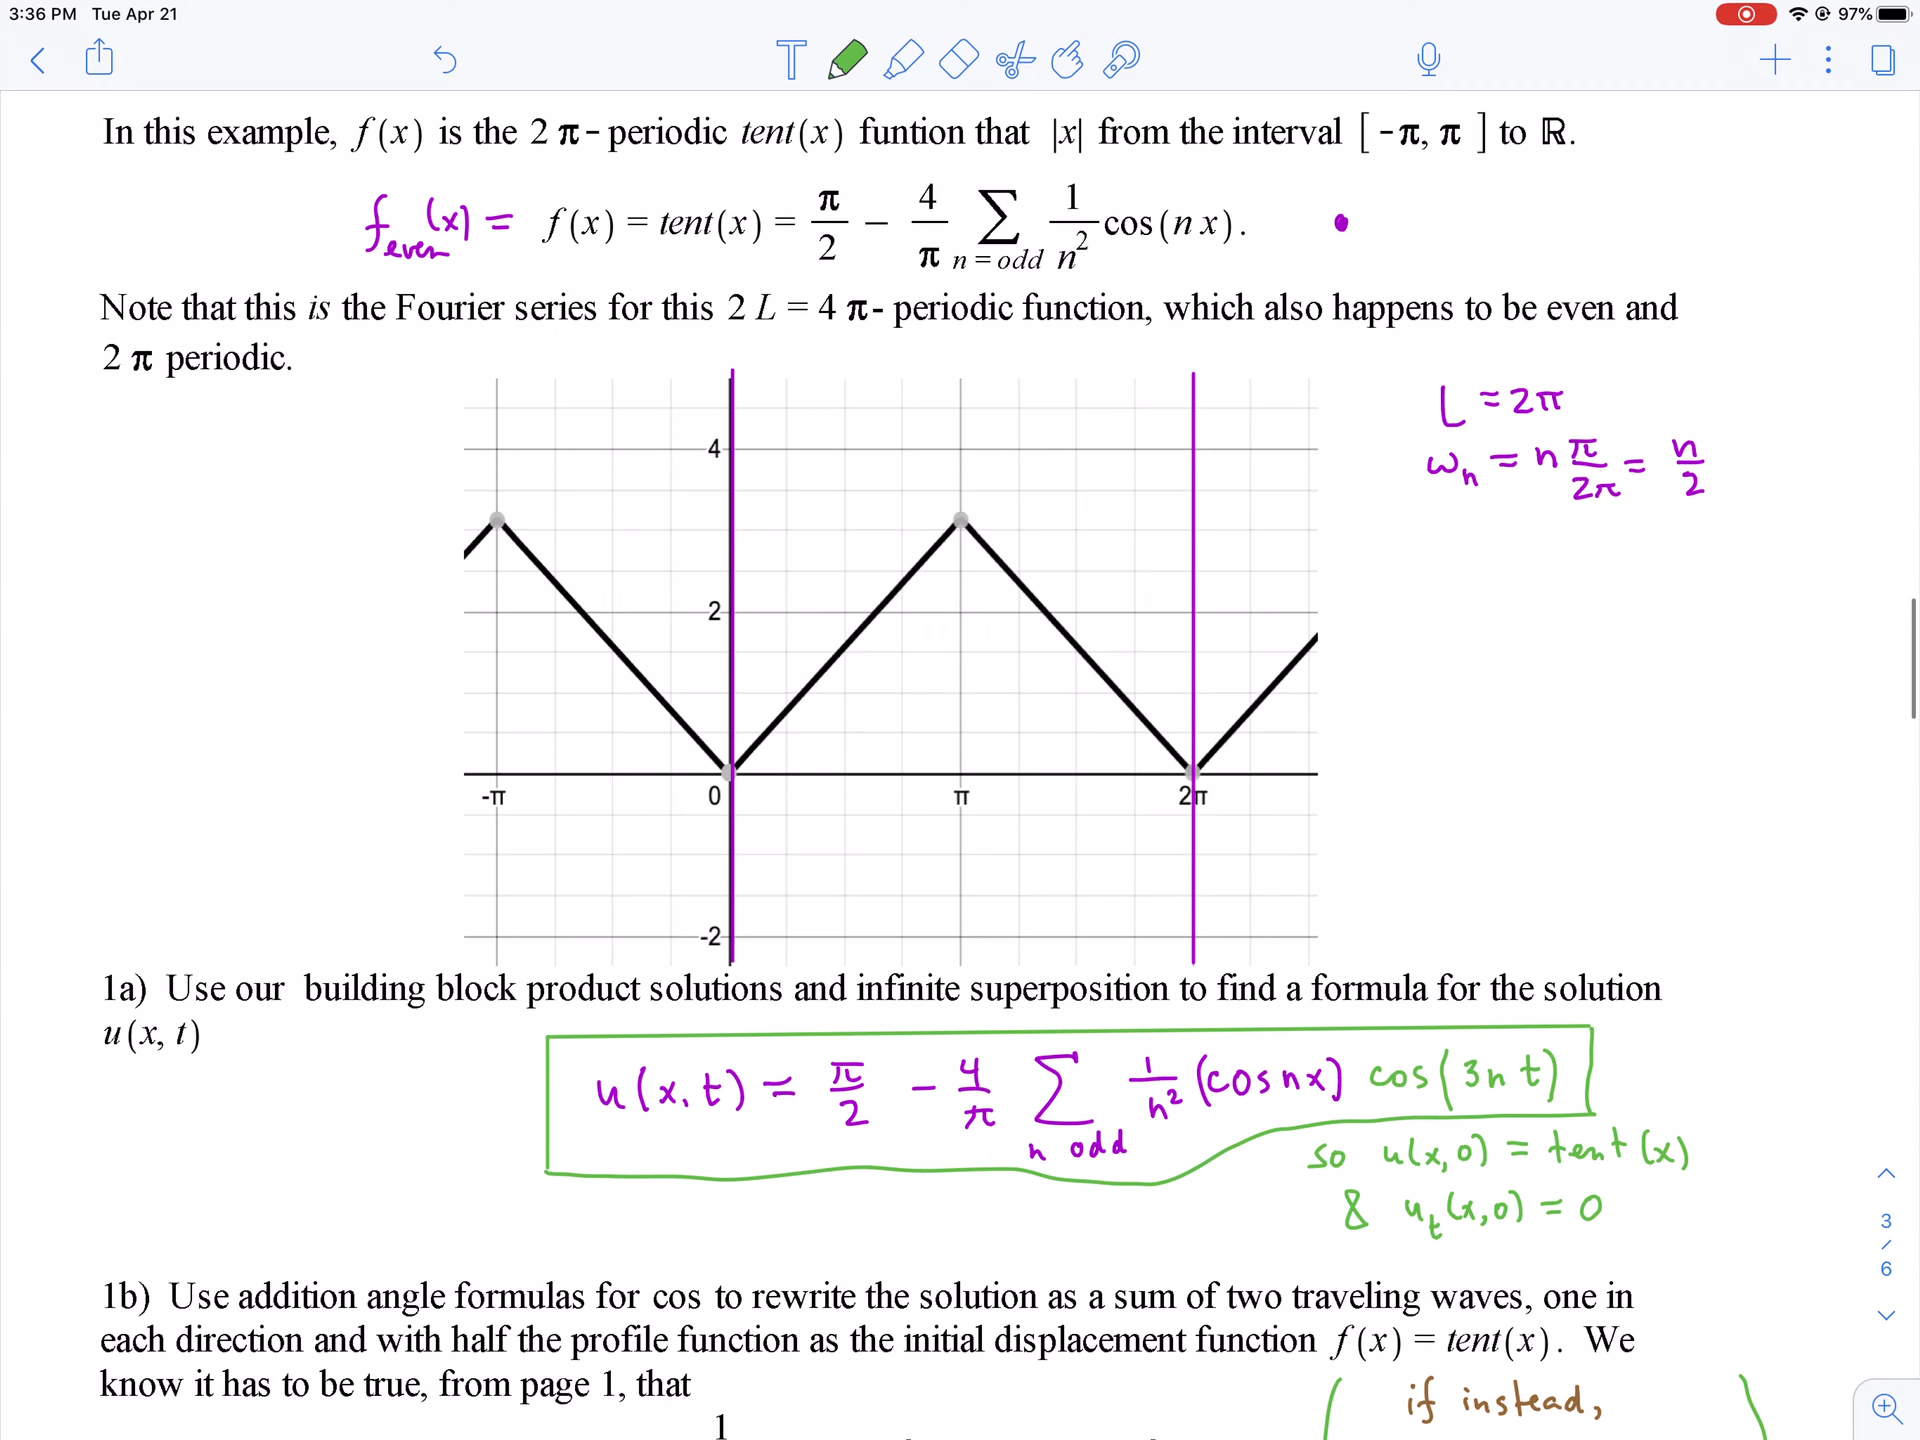 3:36 PM Tue Apr 21
97%
In this example, f(x) is the 2 π- periodic tent(x) funtion that |x| from the interval [ -π, π ] to ℝ.
f_even(x) = f(x) = tent(x) = π/2 − 4/π ∑_{n = odd} 1/n² cos(n x).
Note that this is the Fourier series for this 2 L = 4 π- periodic function, which also happens to be even and
2 π periodic.
L = 2π
ω_n = n π/2π = n/2
4
2
-π 0 π 2π
-2
1a) Use our building block product solutions and infinite superposition to find a formula for the solution
u(x, t)
u(x,t) = π/2 − 4/π ∑_{n odd} 1/n² (cos nx) cos(3n t)
so u(x,0) = tent(x)
& u_t(x,0) = 0
3
/
6
1b) Use addition angle formulas for cos to rewrite the solution as a sum of two traveling waves, one in
each direction and with half the profile function as the initial displacement function f(x) = tent(x). We
know it has to be true, from page 1, that
if instead,
1